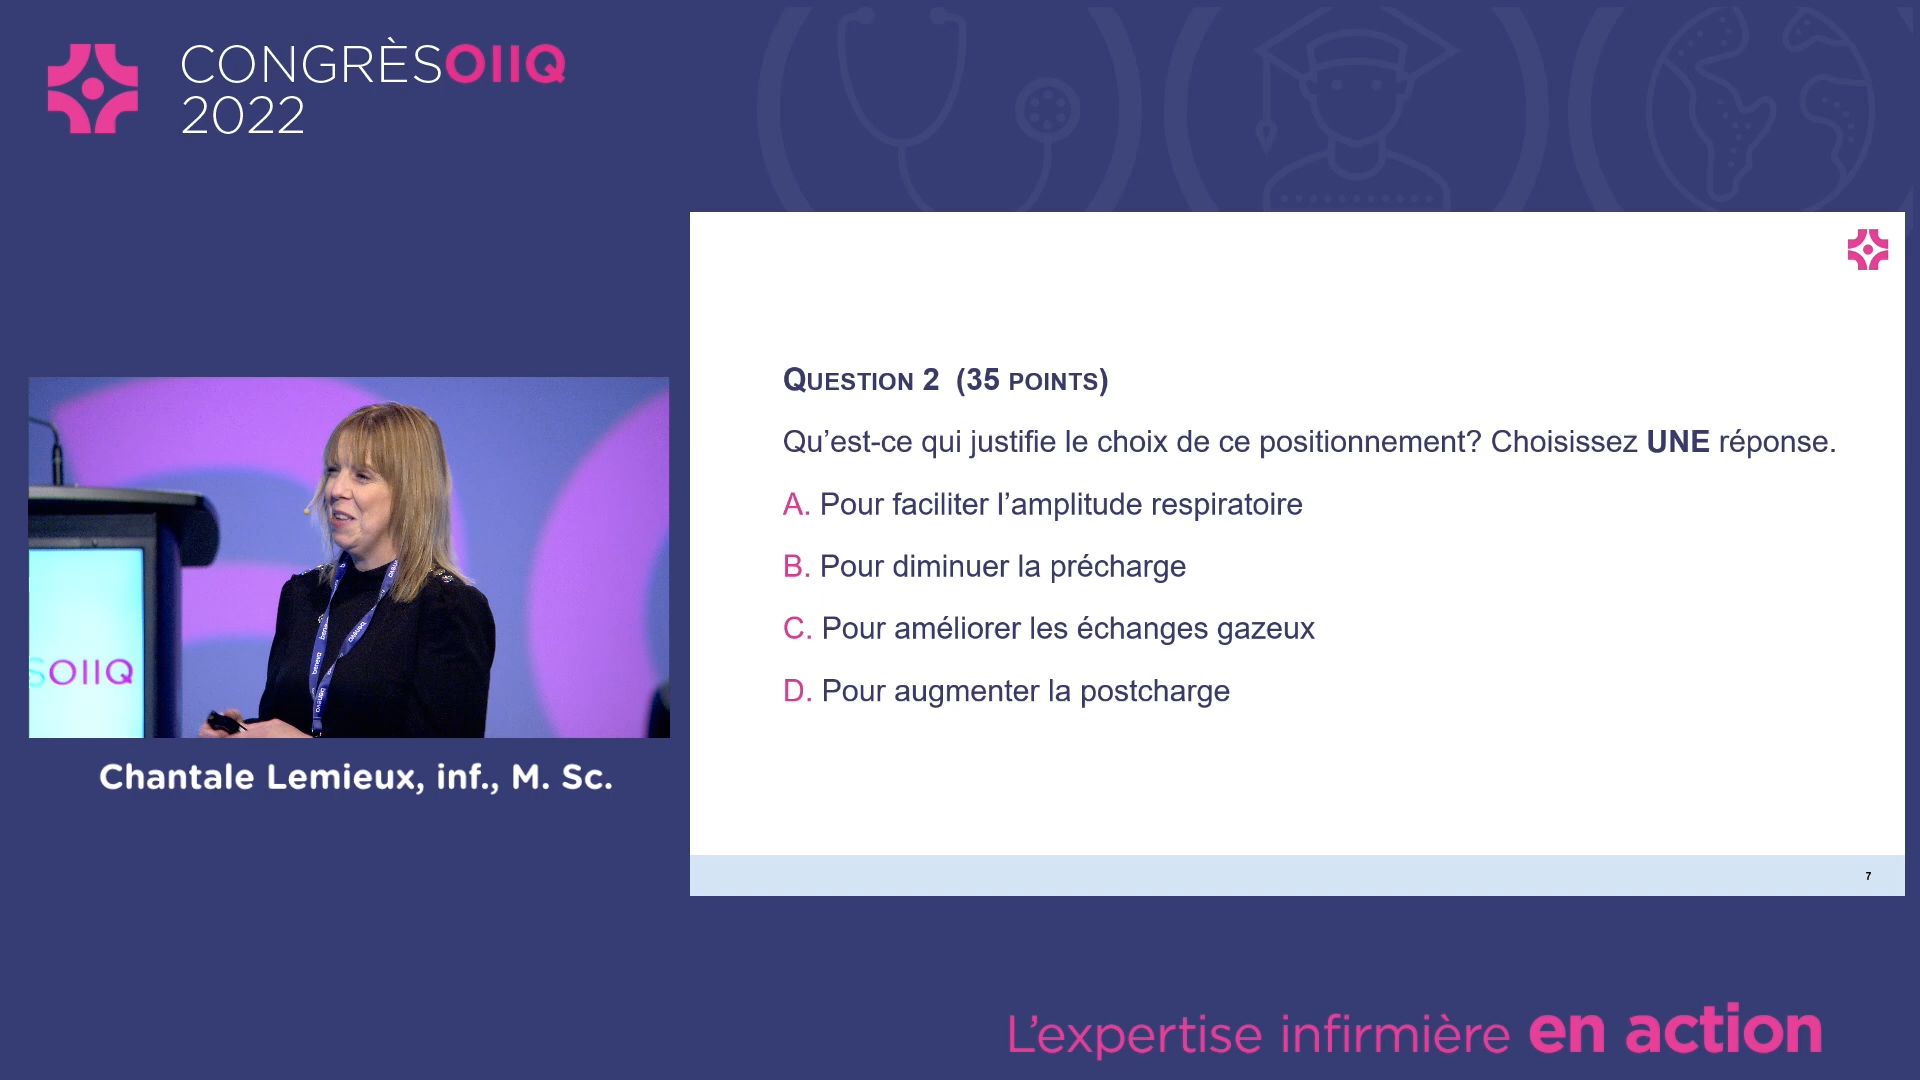 CONGRÈSOIIQ
2022
QUESTION 2 (35 POINTS)
Qu’est-ce qui justifie le choix de ce positionnement? Choisissez UNE réponse.
A. Pour faciliter l’amplitude respiratoire
B. Pour diminuer la précharge
C. Pour améliorer les échanges gazeux
D. Pour augmenter la postcharge
7
SOIIQ
Chantale Lemieux, inf., M. Sc.
L’expertise infirmière en action